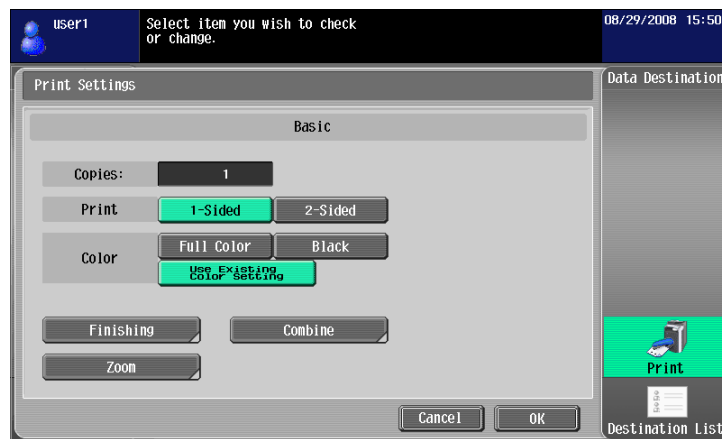 user1
Select item you wish to check
or change.
08/29/2008 15:50
Print Settings
Data Destination
Basic
Copies: 1
Print 1-Sided 2-Sided
Color Full Color Black
Use Existing
Color Setting
Finishing Combine
Zoom
Print
Cancel OK
Destination List